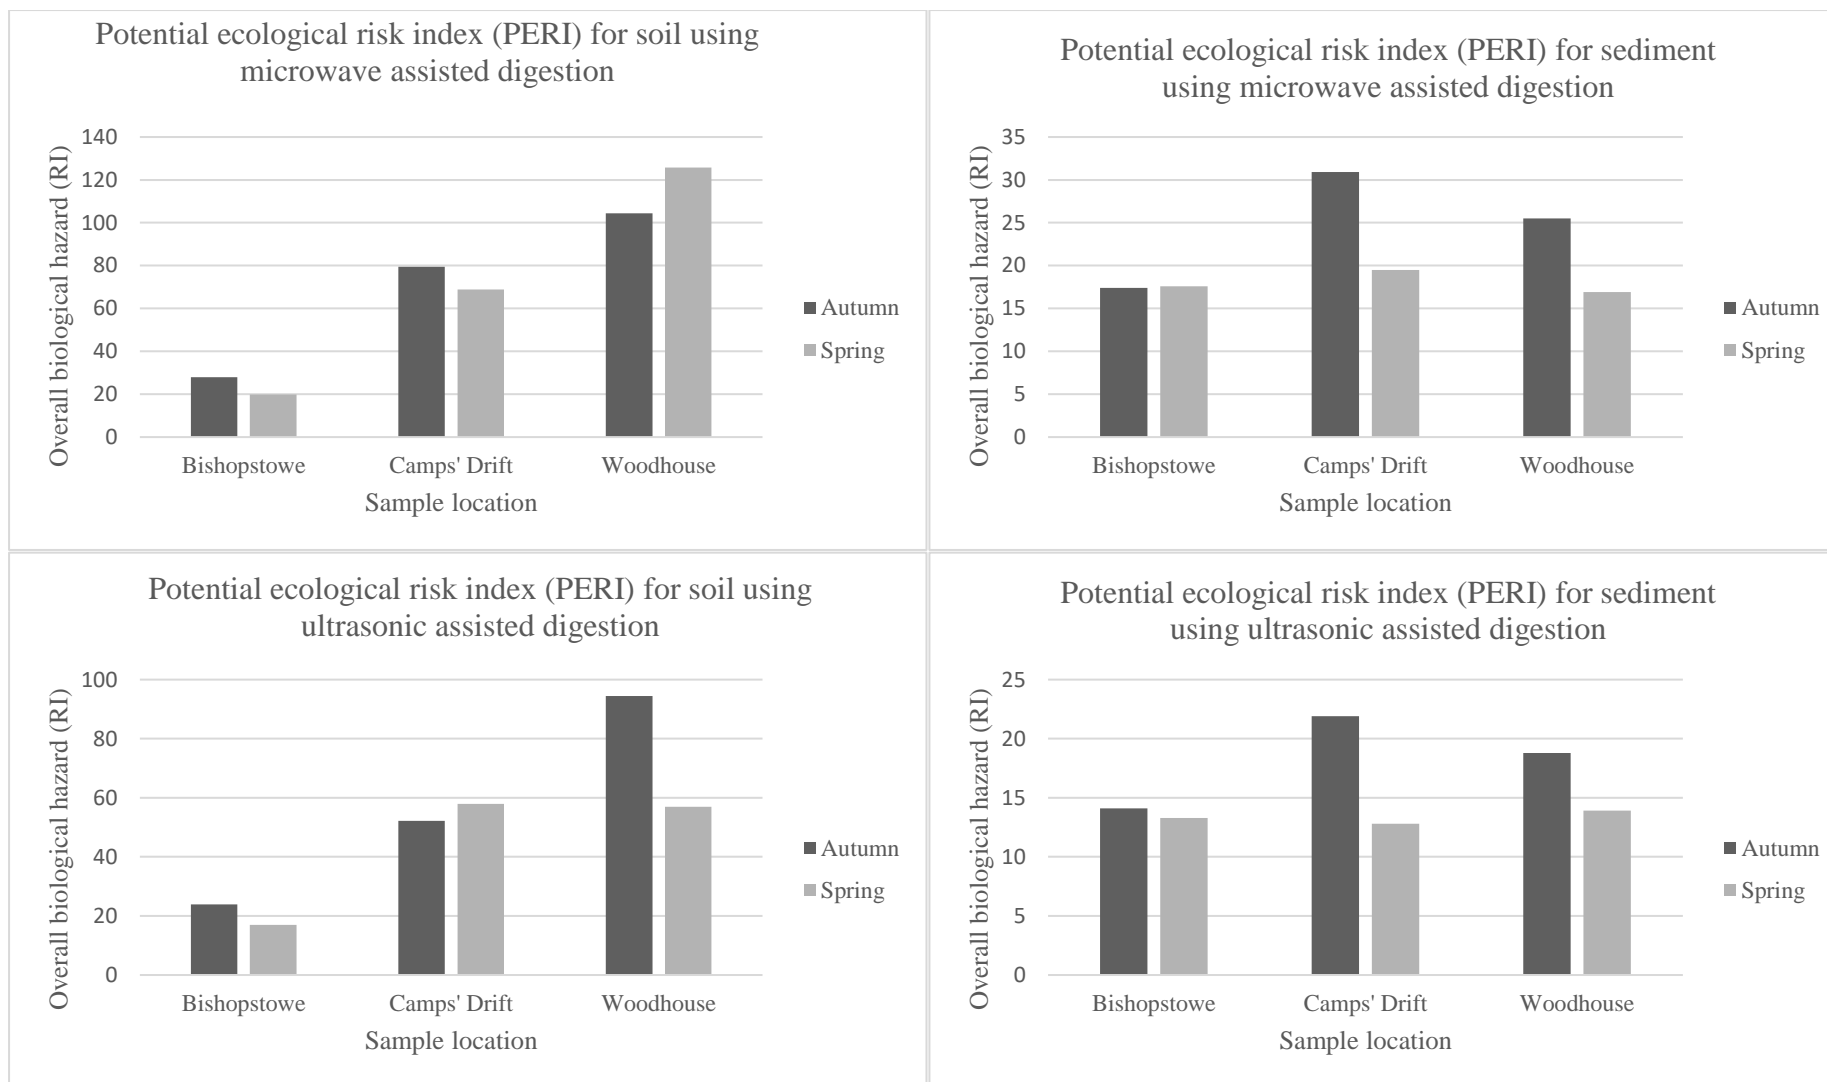 Potential ecological risk index (PERI) for soil using
microwave assisted digestion
Overall biological hazard (RI)
140
120
100
80
60
40
20
0
Bishopstowe Camps' Drift Woodhouse
Sample location
Autumn
Spring
Potential ecological risk index (PERI) for sediment
using microwave assisted digestion
Overall biological hazard (RI)
35
30
25
20
15
10
5
0
Bishopstowe Camps' Drift Woodhouse
Sample location
Autumn
Spring
Potential ecological risk index (PERI) for soil using
ultrasonic assisted digestion
Overall biological hazard (RI)
100
80
60
40
20
0
Bishopstowe Camps' Drift Woodhouse
Sample location
Autumn
Spring
Potential ecological risk index (PERI) for sediment
using ultrasonic assisted digestion
Overall biological hazard (RI)
25
20
15
10
5
0
Bishopstowe Camps' Drift Woodhouse
Sample location
Autumn
Spring